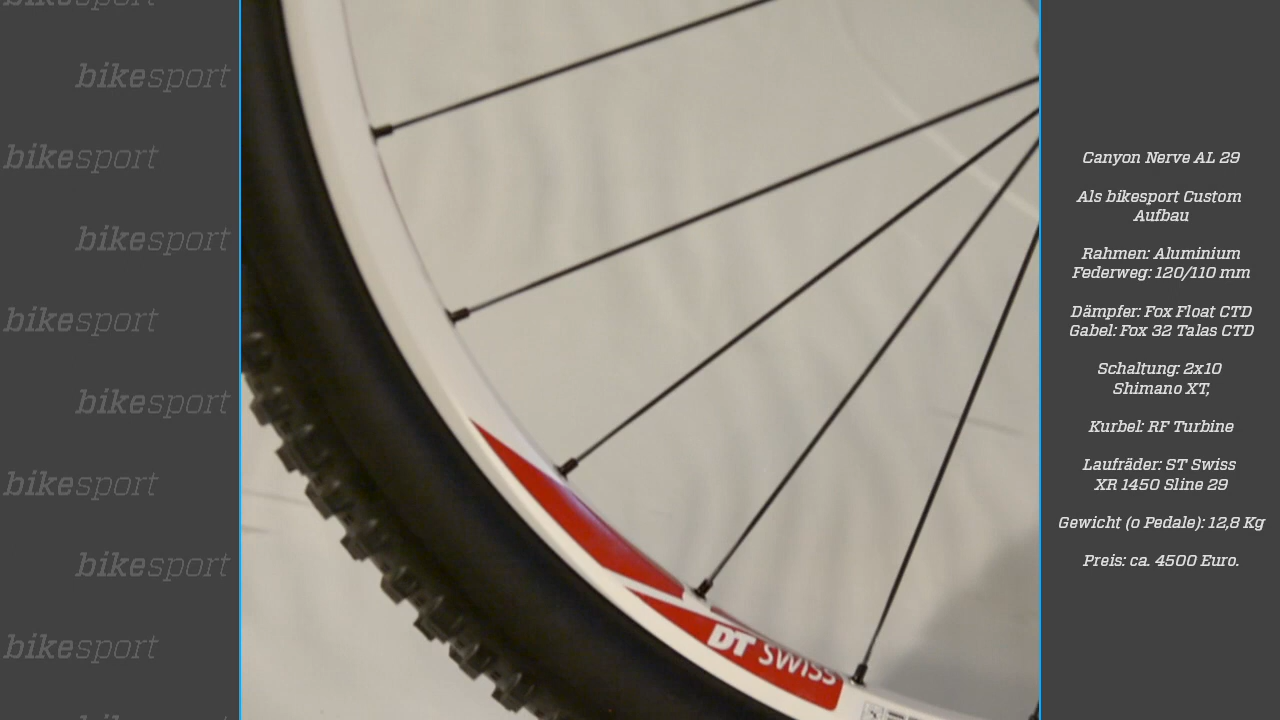 bikesport
bikesport
bikesport
bikesport
bikesport
bikesport
bikesport
bikesport
bikesport
bikesport
Canyon Nerve AL 29
Als bikesport Custom
Aufbau
Rahmen: Aluminium
Federweg: 120/110 mm
Dämpfer: Fox Float CTD
Gabel: Fox 32 Talas CTD
Schaltung: 2x10
Shimano XT,
Kurbel: RF Turbine
Laufräder: ST Swiss
XR 1450 Sline 29
Gewicht (o Pedale): 12,8 Kg
Preis: ca. 4500 Euro.
DT SWISS